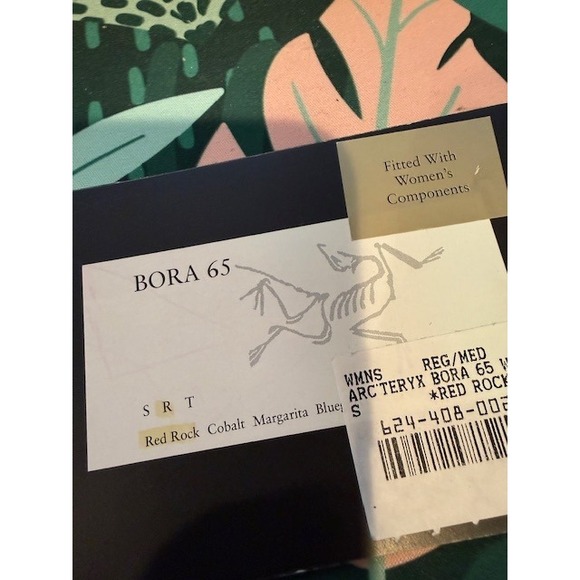 Fitted With
Women's
Components
BORA 65
S R T
Red Rock Cobalt Margarita
WMNS REG/MED
ARC'TERYX BORA 65 W
S *RED ROCK
624-408-002